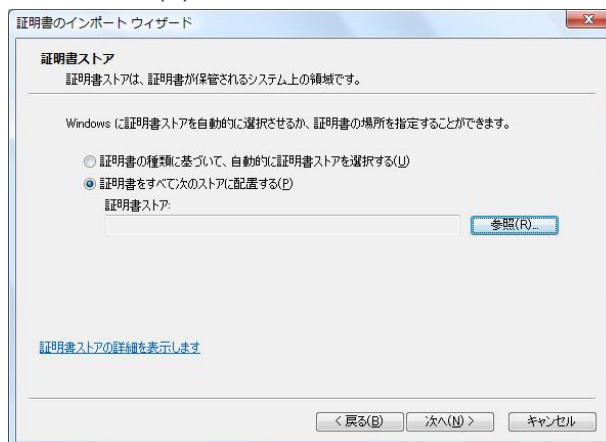 証明書のインポート ウィザード
証明書ストア
証明書ストアは、証明書が保管されるシステム上の領域です。
Windows に証明書ストアを自動的に選択させるか、証明書の場所を指定することができます。
証明書の種類に基づいて、自動的に証明書ストアを選択する(U)
証明書をすべて次のストアに配置する(P)
証明書ストア:
参照(R)...
証明書ストアの詳細を表示します
< 戻る(B) 次へ(N) > キャンセル